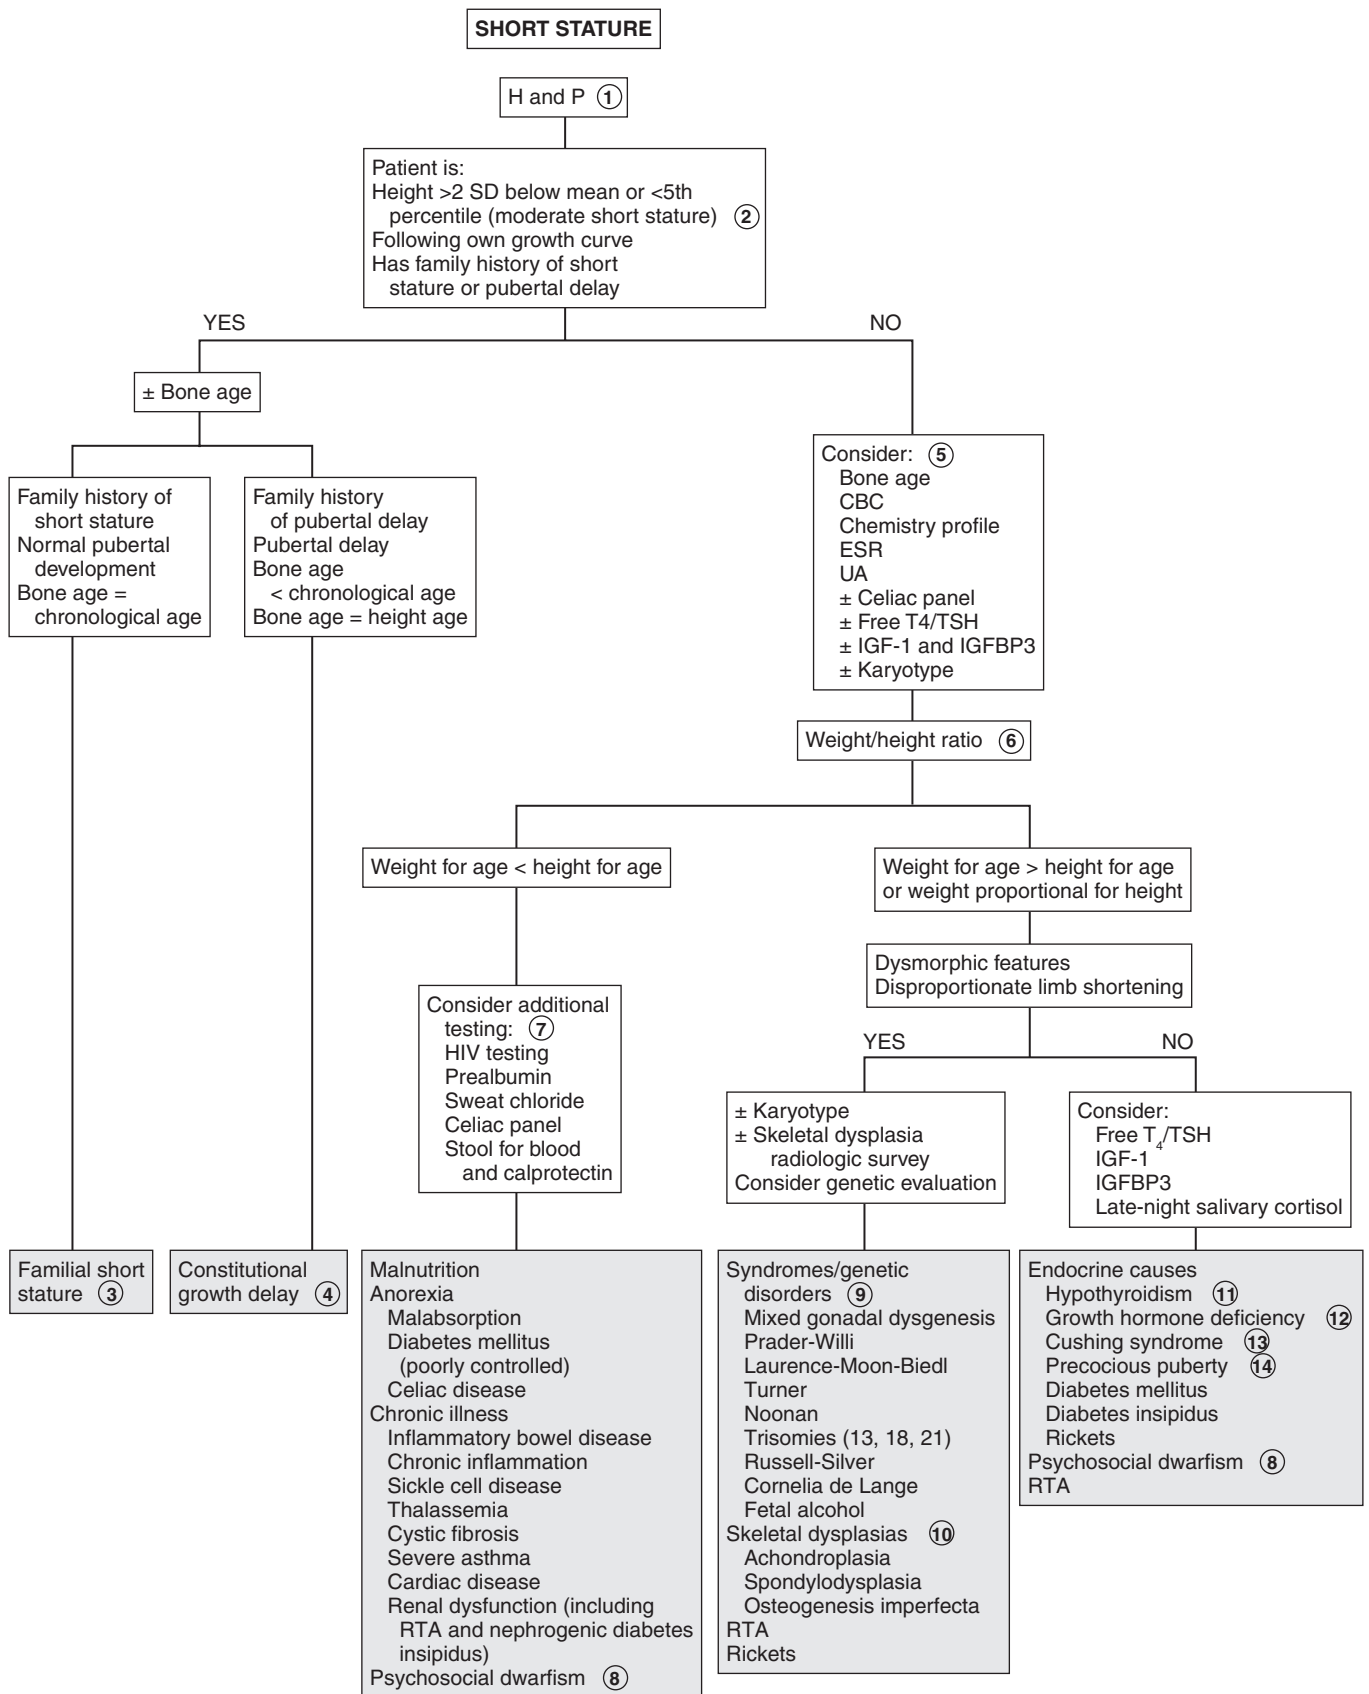 SHORT STATURE
H and P 1
Patient is:
Height >2 SD below mean or <5th
percentile (moderate short stature) 2
Following own growth curve
Has family history of short
stature or pubertal delay
YES
NO
± Bone age
Family history of
short stature
Normal pubertal
development
Bone age =
chronological age
Family history
of pubertal delay
Pubertal delay
Bone age
< chronological age
Bone age = height age
Consider: 5
Bone age
CBC
Chemistry profile
ESR
UA
± Celiac panel
± Free T4/TSH
± IGF-1 and IGFBP3
± Karyotype
Weight/height ratio 6
Weight for age < height for age
Weight for age > height for age
or weight proportional for height
Dysmorphic features
Disproportionate limb shortening
Consider additional
testing: 7
HIV testing
Prealbumin
Sweat chloride
Celiac panel
Stool for blood
and calprotectin
YES
NO
± Karyotype
± Skeletal dysplasia
radiologic survey
Consider genetic evaluation
Consider:
Free T4/TSH
IGF-1
IGFBP3
Late-night salivary cortisol
Familial short
stature 3
Constitutional
growth delay 4
Malnutrition
Anorexia
Malabsorption
Diabetes mellitus
(poorly controlled)
Celiac disease
Chronic illness
Inflammatory bowel disease
Chronic inflammation
Sickle cell disease
Thalassemia
Cystic fibrosis
Severe asthma
Cardiac disease
Renal dysfunction (including
RTA and nephrogenic diabetes
insipidus)
Psychosocial dwarfism 8
Syndromes/genetic
disorders 9
Mixed gonadal dysgenesis
Prader-Willi
Laurence-Moon-Biedl
Turner
Noonan
Trisomies (13, 18, 21)
Russell-Silver
Cornelia de Lange
Fetal alcohol
Skeletal dysplasias 10
Achondroplasia
Spondylodysplasia
Osteogenesis imperfecta
RTA
Rickets
Endocrine causes
Hypothyroidism 11
Growth hormone deficiency 12
Cushing syndrome 13
Precocious puberty 14
Diabetes mellitus
Diabetes insipidus
Rickets
Psychosocial dwarfism 8
RTA